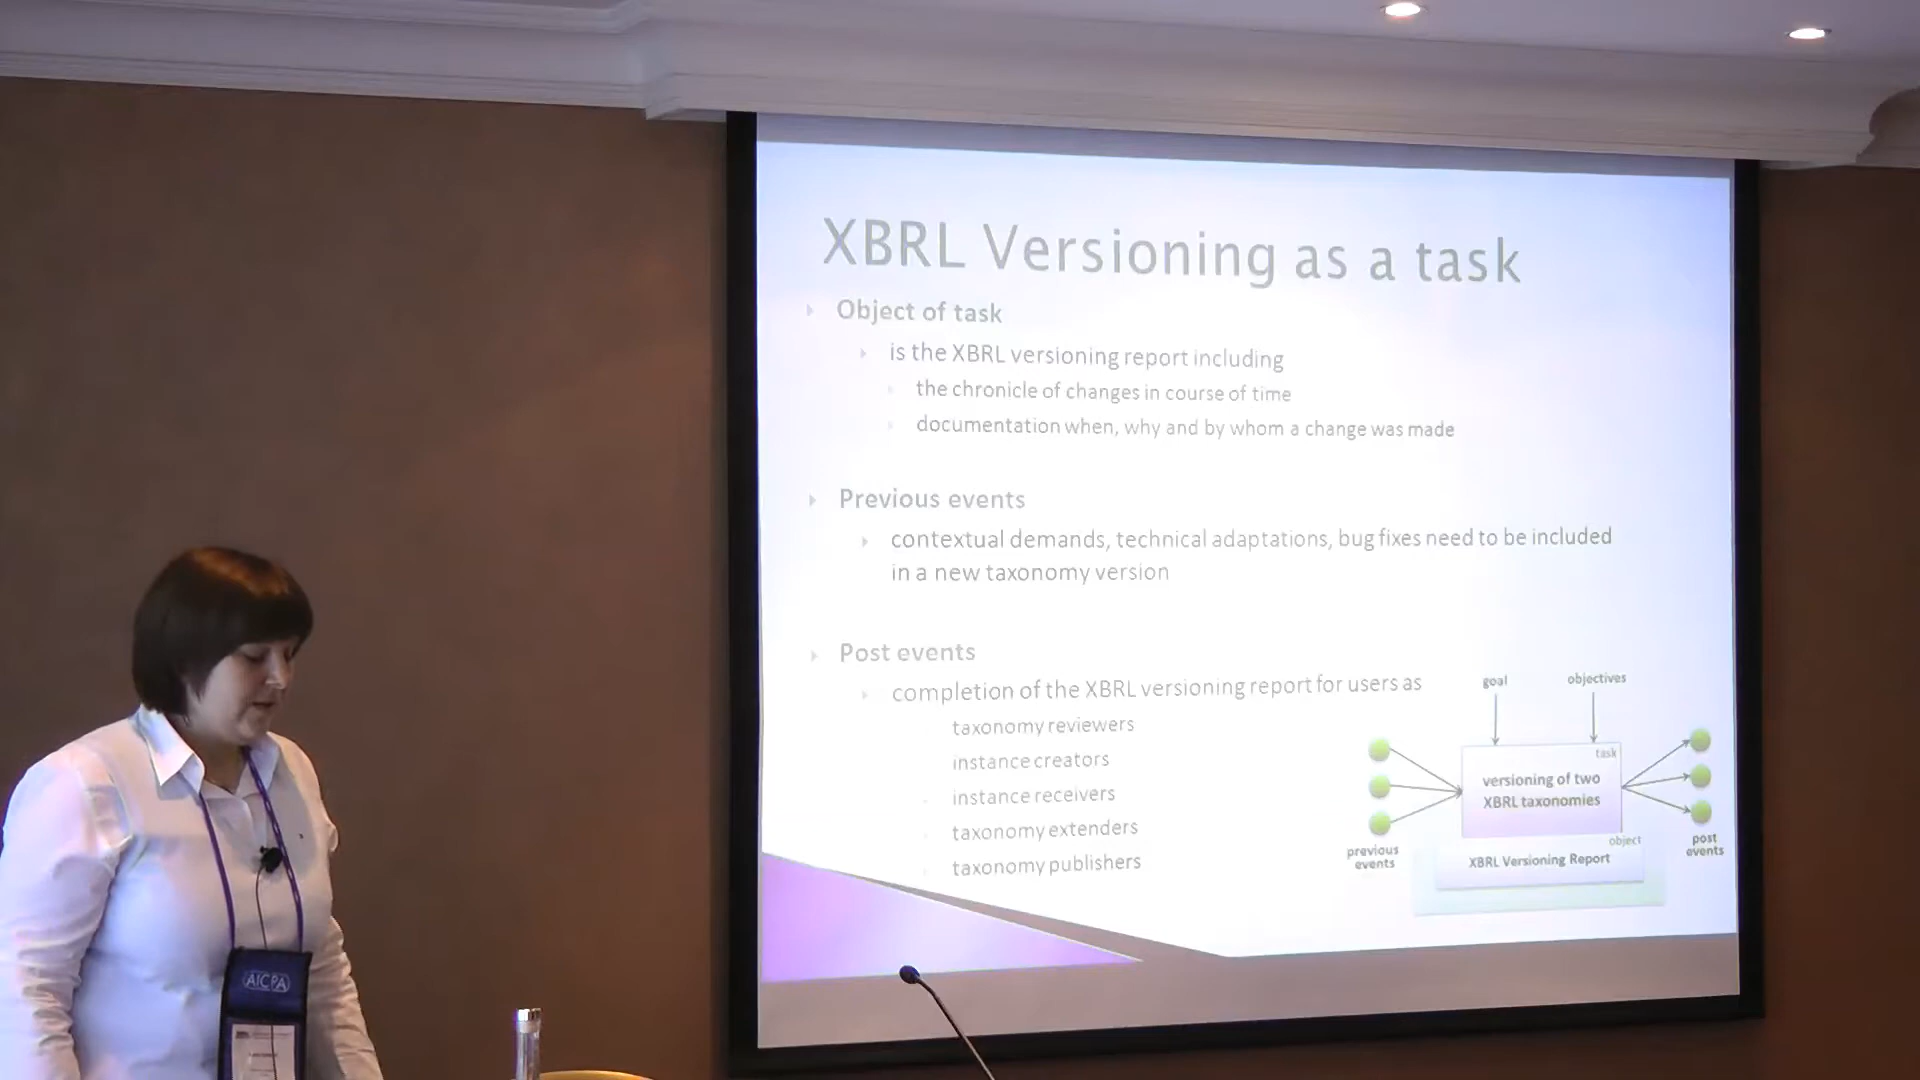 XBRL Versioning as a task
Object of task
is the XBRL versioning report including
the chronicle of changes in course of time
documentation when, why and by whom a change was made
Previous events
contextual demands, technical adaptations, bug fixes need to be included
in a new taxonomy version
Post events
completion of the XBRL versioning report for users as
taxonomy reviewers
instance creators
instance receivers
taxonomy extenders
taxonomy publishers
goal
objectives
task
versioning of two
XBRL taxonomies
object
XBRL Versioning Report
previous
events
post
events
AICPA